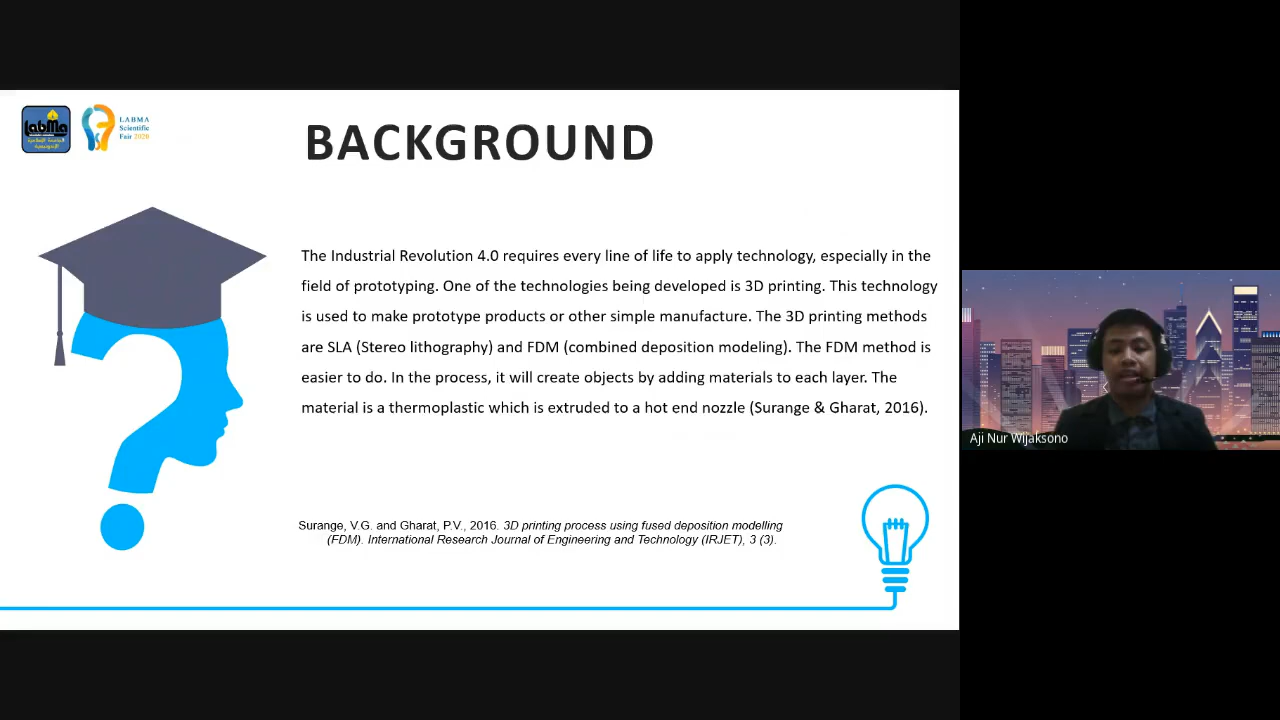 LabMa
LABMA
Scientific
Fair 2020
BACKGROUND
The Industrial Revolution 4.0 requires every line of life to apply technology, especially in the
field of prototyping. One of the technologies being developed is 3D printing. This technology
is used to make prototype products or other simple manufacture. The 3D printing methods
are SLA (Stereo lithography) and FDM (combined deposition modeling). The FDM method is
easier to do. In the process, it will create objects by adding materials to each layer. The
material is a thermoplastic which is extruded to a hot end nozzle (Surange & Gharat, 2016).
Surange, V.G. and Gharat, P.V., 2016. 3D printing process using fused deposition modelling
(FDM). International Research Journal of Engineering and Technology (IRJET), 3 (3).
Aji Nur Wijaksono